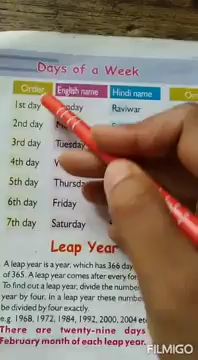 Days of a Week
Order English name Hindi name
1st day Raviwar
2nd day
3rd day Tuesday
4th day
5th day
6th day Friday
7th day Saturday
Leap Year
A leap year is a year, which has 366 day
of 365. A leap year comes after every fo
To find out a leap year, divide the number
year by four. In a leap year these numbe
be divided by four exactly.
e.g. 1968, 1972, 1984, 1992, 2000, 2004 et
There are twenty-nine days
February month of each leap year.
FILMIGO